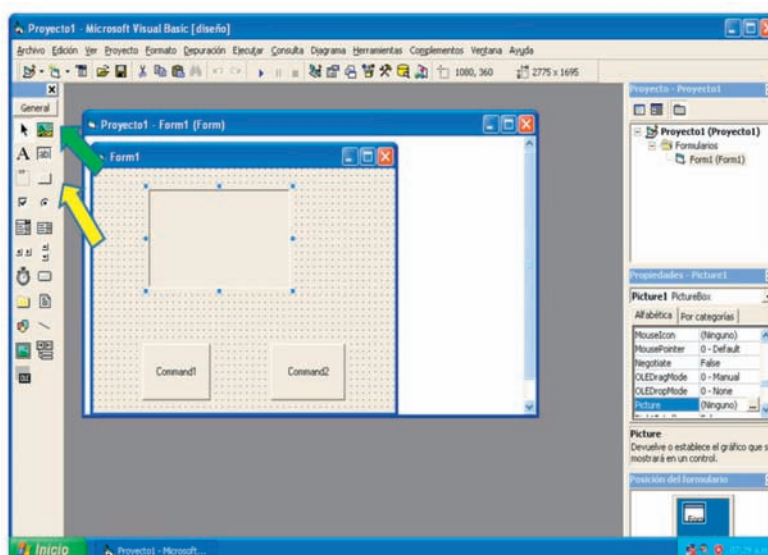 Proyecto1 - Microsoft Visual Basic [diseño]
Archivo Edición Ver Proyecto Formato Depuración Ejecutar Consulta Diagrama Herramientas Complementos Ventana Ayuda
1080, 360 2775 x 1695
General
A ab|
Proyecto1 - Form1 (Form)
Form1
Command1 Command2
Proyecto - Proyecto1
Proyecto1 (Proyecto1)
Formularios
Form1 (Form1)
Propiedades - Picture1
Picture1 PictureBox
Alfabética Por categorías
MouseIcon (Ninguno)
MousePointer 0 - Default
Negotiate False
OLEDragMode 0 - Manual
OLEDropMode 0 - None
Picture (Ninguno) ...
Picture
Devuelve o establece el gráfico que s
mostrará en un control.
Posición del formulario
Inicio
Proyecto1 - Microsoft...